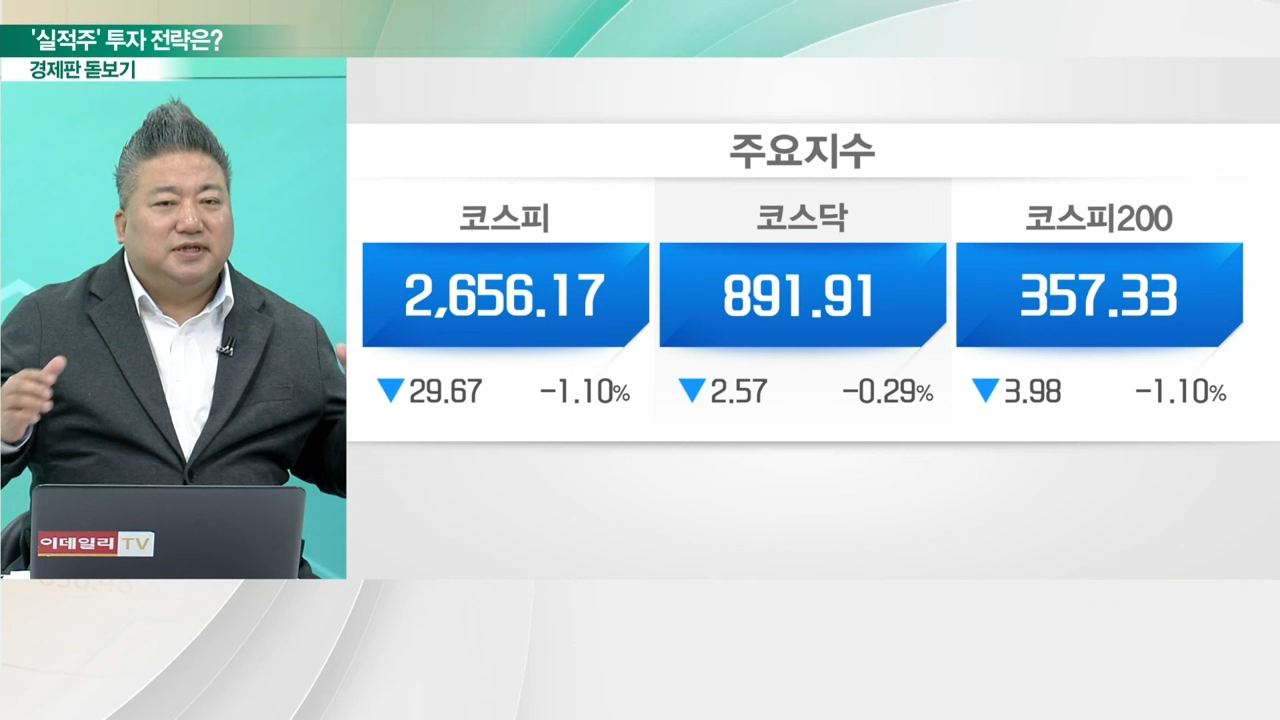 '실적주' 투자 전략은?
경제판 돋보기
주요지수
코스피 코스닥 코스피200
2,656.17 891.91 357.33
▼29.67 -1.10% ▼2.57 -0.29% ▼3.98 -1.10%
이데일리 TV